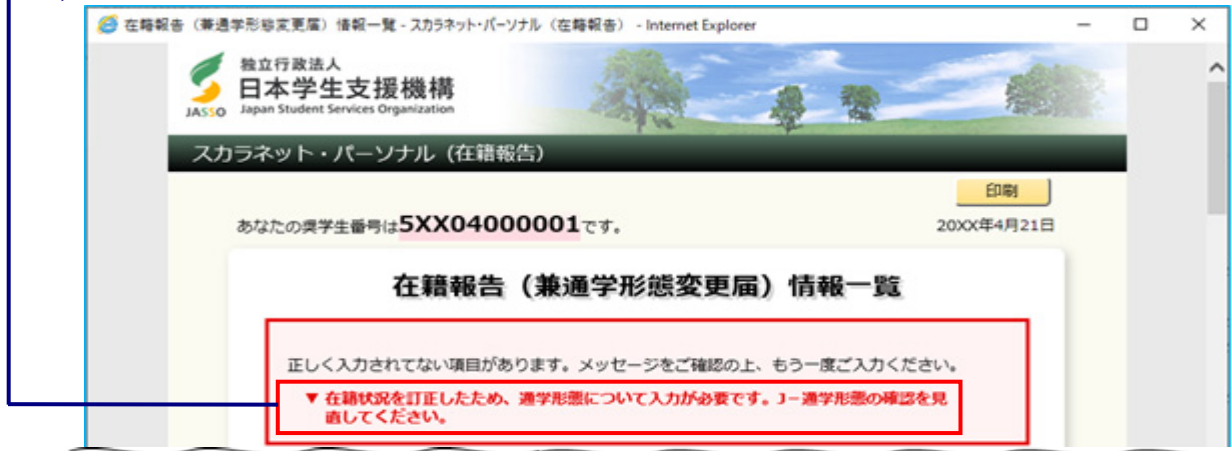 在籍報告（兼通学形態変更届）情報一覧 - スカラネット･パーソナル（在籍報告） - Internet Explorer
独立行政法人
日本学生支援機構
JASSO Japan Student Services Organization
スカラネット・パーソナル（在籍報告）
印刷
あなたの奨学生番号は5XX04000001です。
20XX年4月21日
在籍報告（兼通学形態変更届）情報一覧
正しく入力されてない項目があります。メッセージをご確認の上、もう一度ご入力ください。
▼ 在籍状況を訂正したため、通学形態について入力が必要です。J－通学形態の確認を見
直してください。